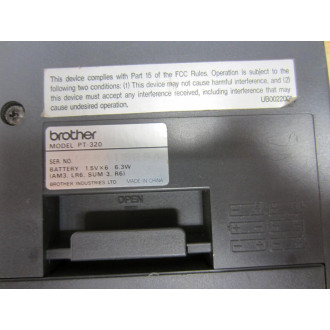 This device complies with Part 15 of the FCC Rules. Operation is subject to the
following two conditions: (1) This device may not cause harmful interference, and (2)
this device must accept any interference received, including interference that may
cause undesired operation.
UB0022001
brother
MODEL PT-320
SER. NO.
BATTERY 1.5V×6 6.3W
(AM3, LR6, SUM-3, R6)
BROTHER INDUSTRIES LTD. MADE IN CHINA
OPEN